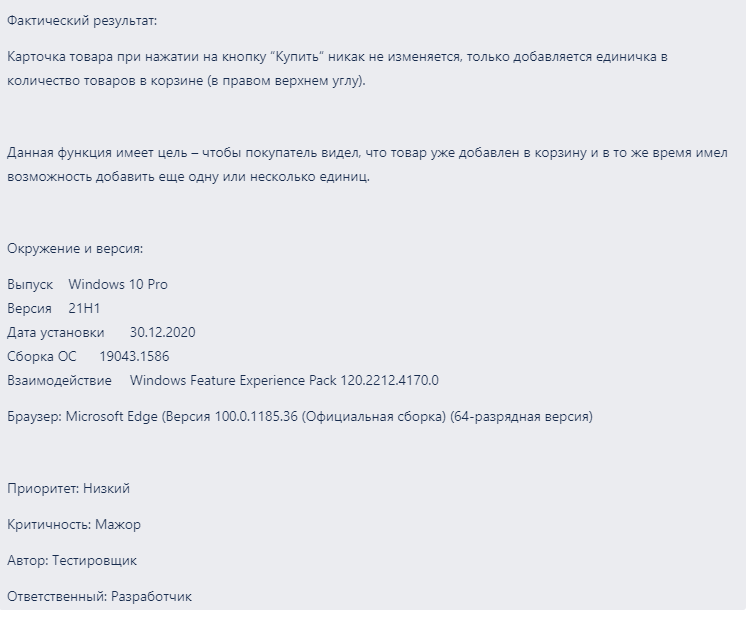 Фактический результат:
Карточка товара при нажатии на кнопку “Купить” никак не изменяется, только добавляется единичка в
количество товаров в корзине (в правом верхнем углу).
Данная функция имеет цель – чтобы покупатель видел, что товар уже добавлен в корзину и в то же время имел
возможность добавить еще одну или несколько единиц.
Окружение и версия:
Выпуск Windows 10 Pro
Версия 21H1
Дата установки 30.12.2020
Сборка ОС 19043.1586
Взаимодействие Windows Feature Experience Pack 120.2212.4170.0
Браузер: Microsoft Edge (Версия 100.0.1185.36 (Официальная сборка) (64-разрядная версия)
Приоритет: Низкий
Критичность: Мажор
Автор: Тестировщик
Ответственный: Разработчик